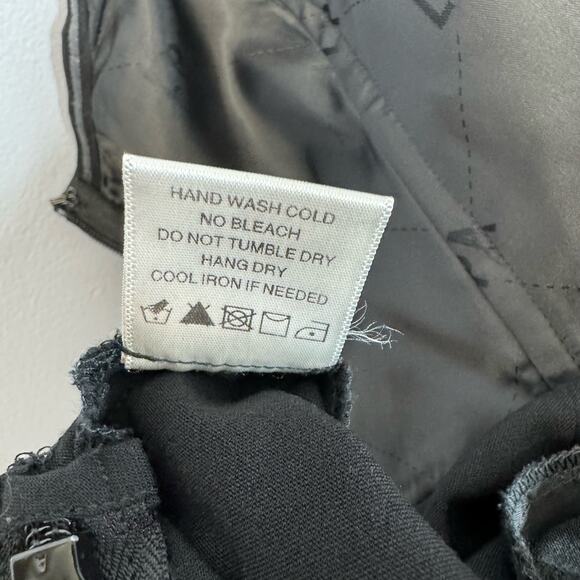 HAND WASH COLD
NO BLEACH
DO NOT TUMBLE DRY
HANG DRY
COOL IRON IF NEEDED